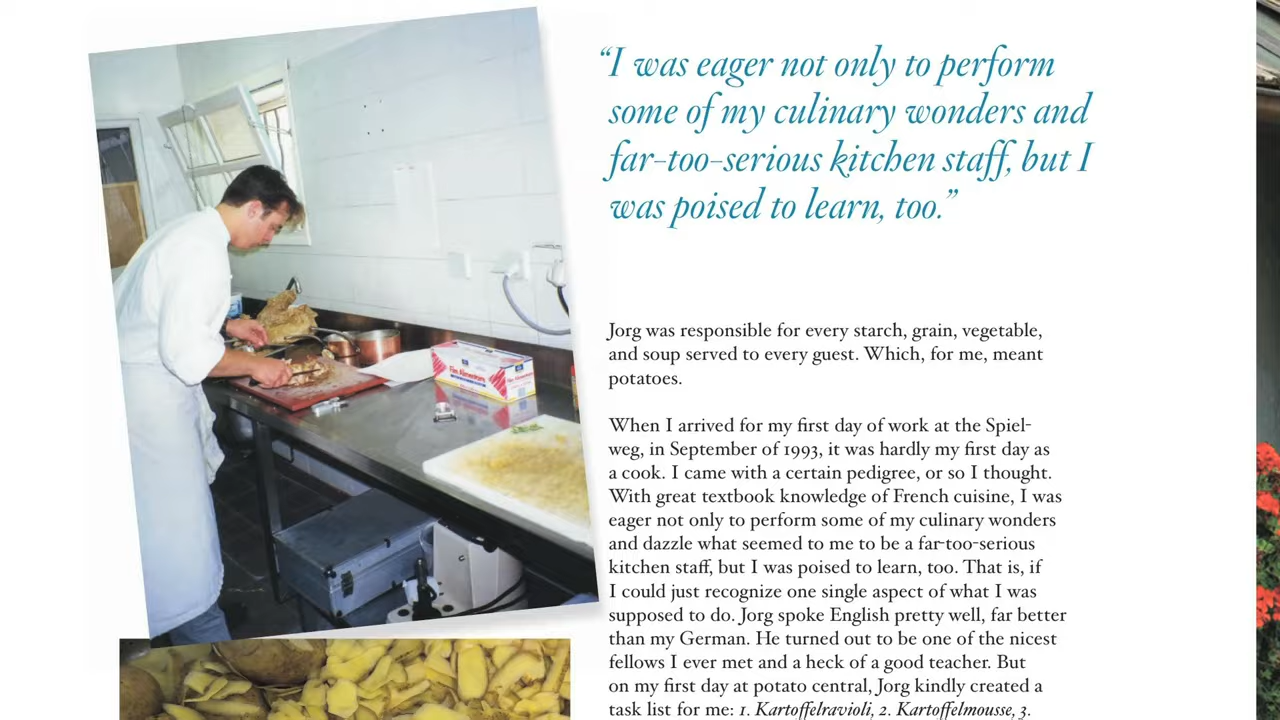 “I was eager not only to perform
some of my culinary wonders and
far-too-serious kitchen staff, but I
was poised to learn, too.”
Jorg was responsible for every starch, grain, vegetable,
and soup served to every guest. Which, for me, meant
potatoes.
When I arrived for my first day of work at the Spiel-
weg, in September of 1993, it was hardly my first day as
a cook. I came with a certain pedigree, or so I thought.
With great textbook knowledge of French cuisine, I was
eager not only to perform some of my culinary wonders
and dazzle what seemed to me to be a far-too-serious
kitchen staff, but I was poised to learn, too. That is, if
I could just recognize one single aspect of what I was
supposed to do. Jorg spoke English pretty well, far better
than my German. He turned out to be one of the nicest
fellows I ever met and a heck of a good teacher. But
on my first day at potato central, Jorg kindly created a
task list for me: 1. Kartoffelravioli, 2. Kartoffelmousse, 3.